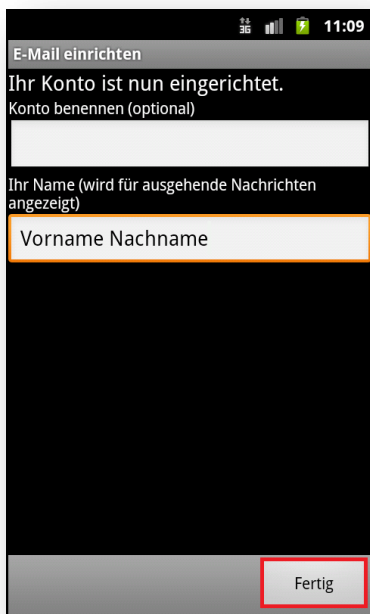 3G 11:09
E-Mail einrichten
Ihr Konto ist nun eingerichtet.
Konto benennen (optional)
Ihr Name (wird für ausgehende Nachrichten
angezeigt)
Vorname Nachname
Fertig